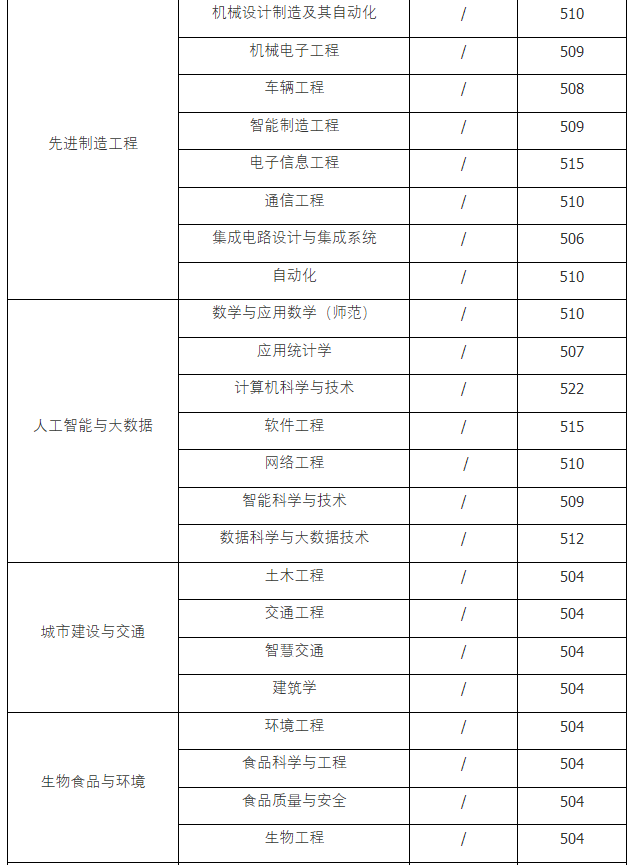 机械设计制造及其自动化 / 510
机械电子工程 / 509
车辆工程 / 508
先进制造工程
智能制造工程 / 509
电子信息工程 / 515
通信工程 / 510
集成电路设计与集成系统 / 506
自动化 / 510
数学与应用数学（师范） / 510
应用统计学 / 507
计算机科学与技术 / 522
人工智能与大数据
软件工程 / 515
网络工程 / 510
智能科学与技术 / 509
数据科学与大数据技术 / 512
土木工程 / 504
交通工程 / 504
城市建设与交通
智慧交通 / 504
建筑学 / 504
环境工程 / 504
食品科学与工程 / 504
生物食品与环境
食品质量与安全 / 504
生物工程 / 504